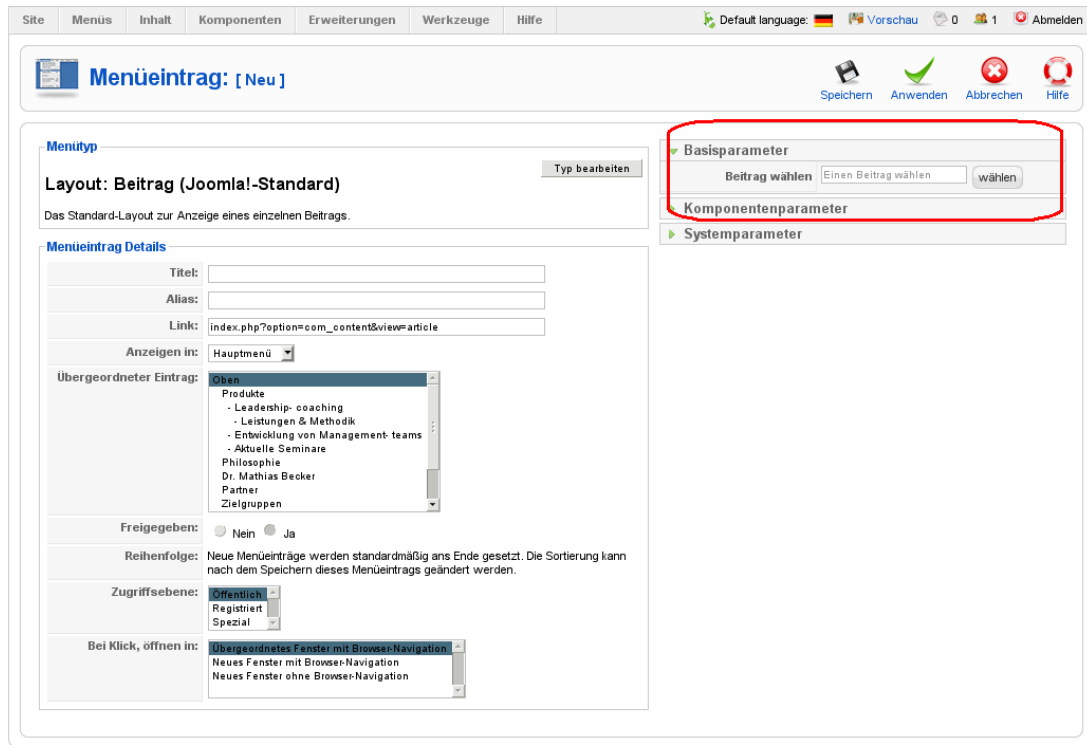 Site Menüs Inhalt Komponenten Erweiterungen Werkzeuge Hilfe Default language: Vorschau 0 1 Abmelden
Menüeintrag: [ Neu ]
Speichern Anwenden Abbrechen Hilfe
Menütyp
Typ bearbeiten
Layout: Beitrag (Joomla!-Standard)
Das Standard-Layout zur Anzeige eines einzelnen Beitrags.
Menüeintrag Details
Titel:
Alias:
Link: index.php?option=com_content&view=article
Anzeigen in: Hauptmenü
Übergeordneter Eintrag: Oben
Produkte
- Leadership- coaching
- Leistungen & Methodik
- Entwicklung von Management- teams
- Aktuelle Seminare
Philosophie
Dr. Mathias Becker
Partner
Zielgruppen
Freigegeben: Nein Ja
Reihenfolge: Neue Menüeinträge werden standardmäßig ans Ende gesetzt. Die Sortierung kann
nach dem Speichern dieses Menüeintrags geändert werden.
Zugriffsebene: Öffentlich
Registriert
Spezial
Bei Klick, öffnen in: Übergeordnetes Fenster mit Browser-Navigation
Neues Fenster mit Browser-Navigation
Neues Fenster ohne Browser-Navigation
Basisparameter
Beitrag wählen Einen Beitrag wählen wählen
Komponentenparameter
Systemparameter